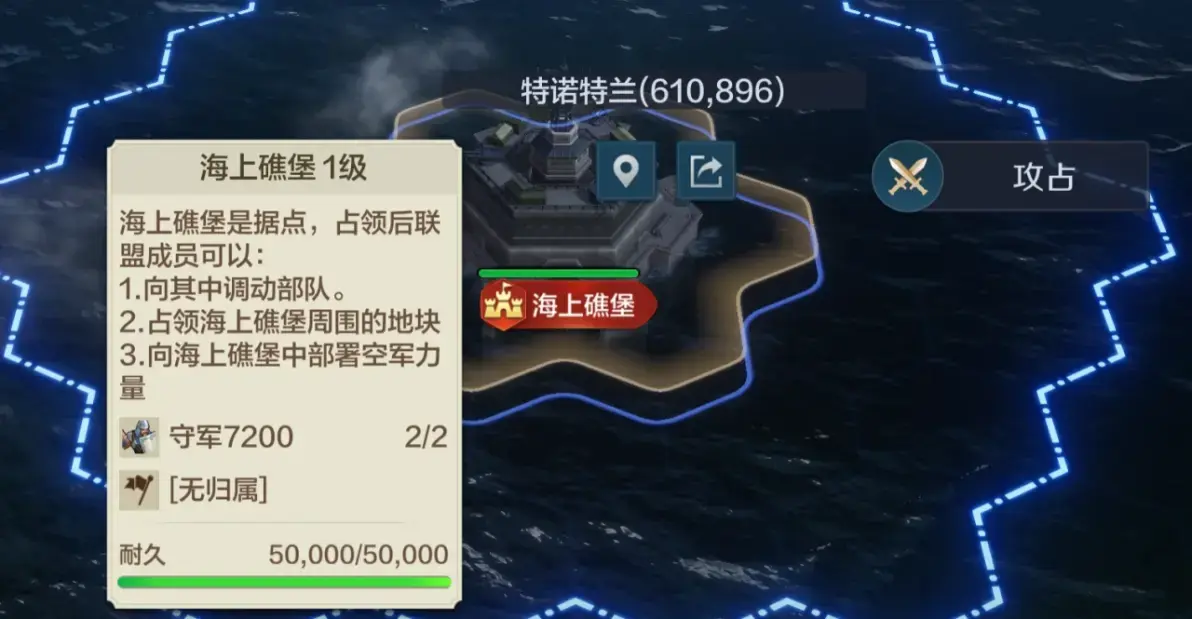 特诺特兰(610,896)
海上礁堡 1级
海上礁堡是据点，占领后联
盟成员可以：
1.向其中调动部队。
2.占领海上礁堡周围的地块
3.向海上礁堡中部署空军力
量
守军7200 2/2
[无归属]
耐久 50,000/50,000
海上礁堡
攻占